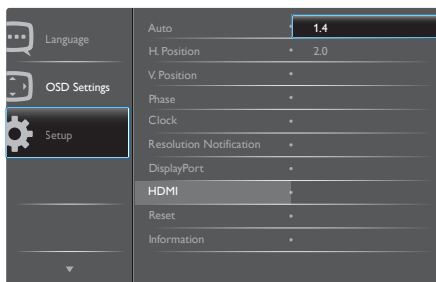 Language
OSD Settings
Setup
Auto
H. Position
V. Position
Phase
Clock
Resolution Notification
DisplayPort
HDMI
Reset
Information
1.4
2.0